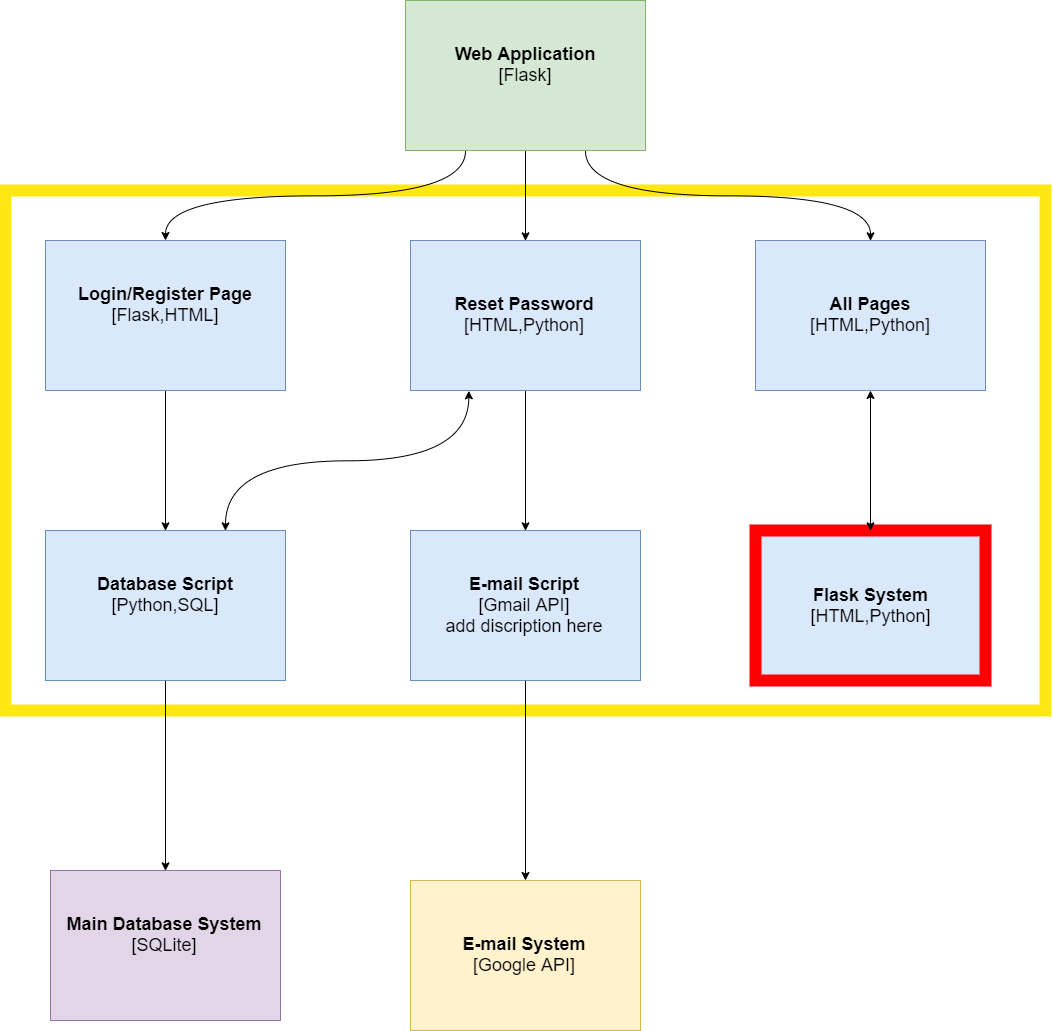 Web Application
[Flask]
Login/Register Page
[Flask,HTML]
Reset Password
[HTML,Python]
All Pages
[HTML,Python]
Database Script
[Python,SQL]
E-mail Script
[Gmail API]
add discription here
Flask System
[HTML,Python]
Main Database System
[SQLite]
E-mail System
[Google API]